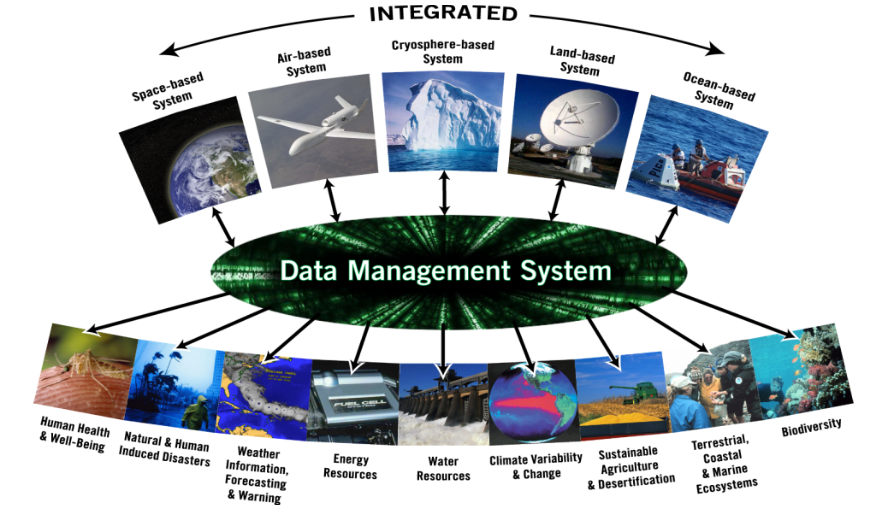 INTEGRATED
Space-based
System
Air-based
System
Cryosphere-based
System
Land-based
System
Ocean-based
System
Data Management System
FUEL CELL
Human Health
& Well-Being
Natural & Human
Induced Disasters
Weather
Information,
Forecasting
& Warning
Energy
Resources
Water
Resources
Climate Variability
& Change
Sustainable
Agriculture
& Desertification
Terrestrial,
Coastal
& Marine
Ecosystems
Biodiversity